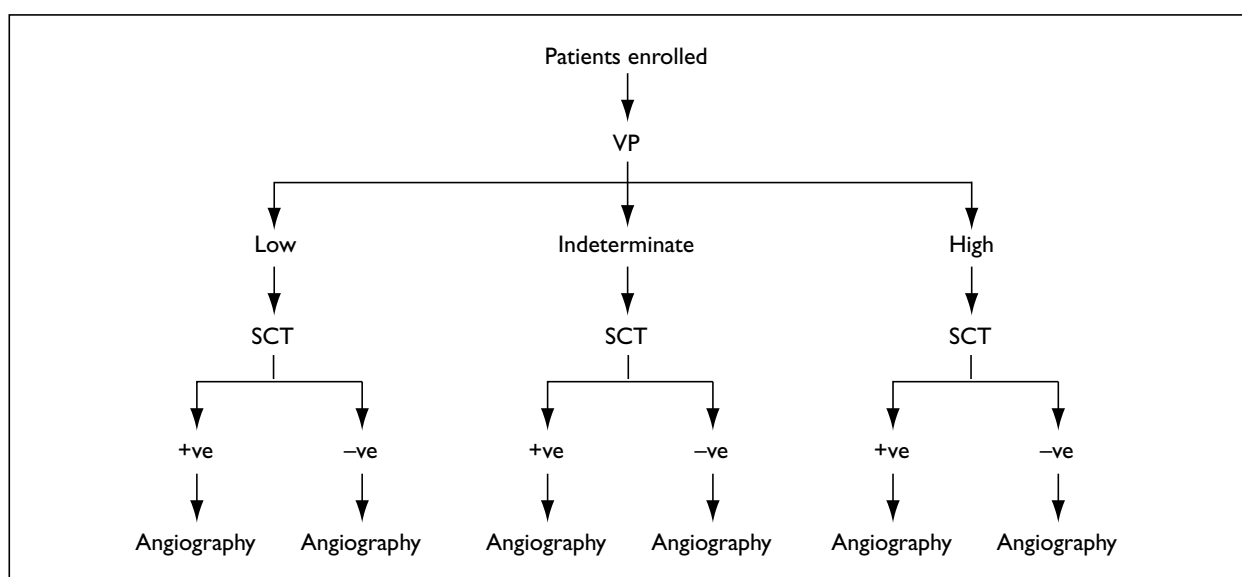 Patients enrolled
VP
Low Indeterminate High
SCT SCT SCT
+ve –ve +ve –ve +ve –ve
Angiography Angiography Angiography Angiography Angiography Angiography